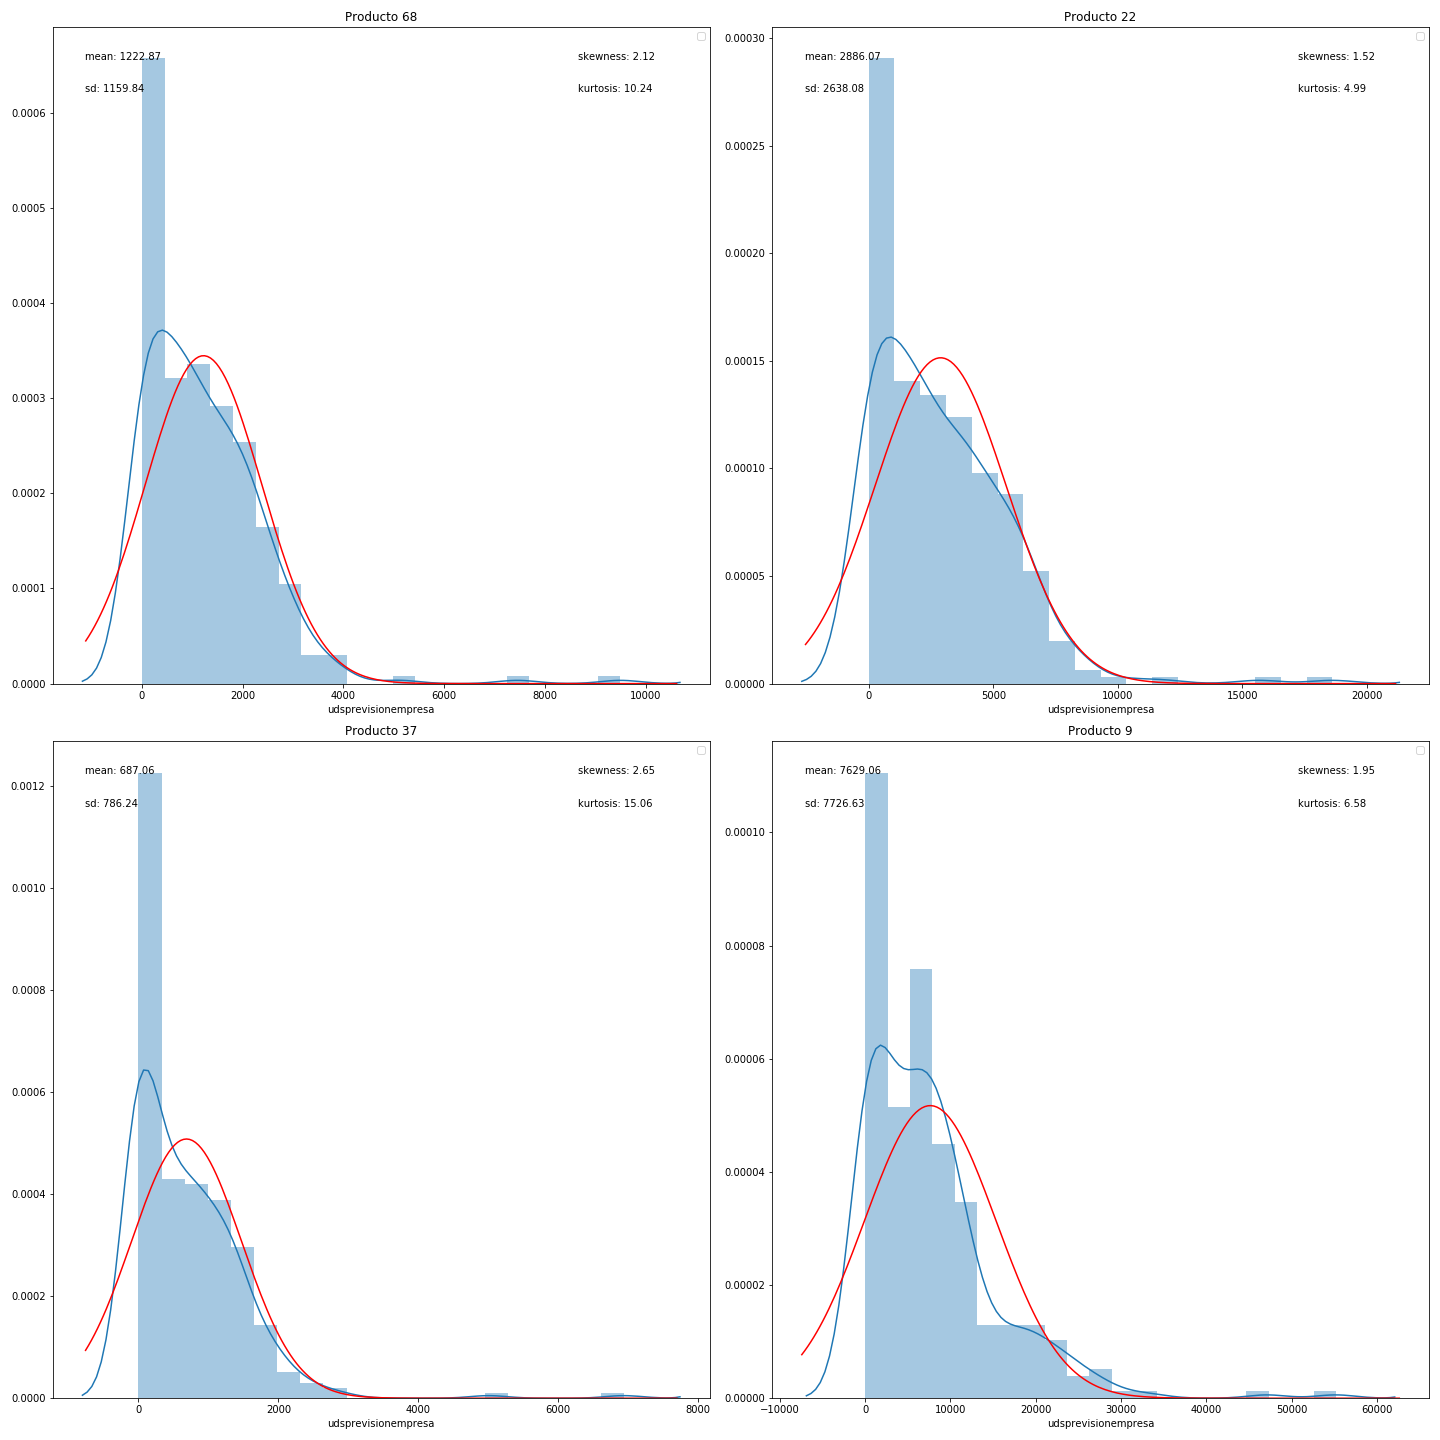 Producto 68
mean: 1222.87
skewness: 2.12
sd: 1159.84
kurtosis: 10.24
0.0006
0.0005
0.0004
0.0003
0.0002
0.0001
0.0000
0 2000 4000 6000 8000 10000
udsprevisionempresa
Producto 22
mean: 2886.07
skewness: 1.52
sd: 2638.08
kurtosis: 4.99
0.00030
0.00025
0.00020
0.00015
0.00010
0.00005
0.00000
0 5000 10000 15000 20000
udsprevisionempresa
Producto 37
mean: 687.06
skewness: 2.65
sd: 786.24
kurtosis: 15.06
0.0012
0.0010
0.0008
0.0006
0.0004
0.0002
0.0000
0 2000 4000 6000 8000
udsprevisionempresa
Producto 9
mean: 7629.06
skewness: 1.95
sd: 7726.63
kurtosis: 6.58
0.00010
0.00008
0.00006
0.00004
0.00002
0.00000
−10000 0 10000 20000 30000 40000 50000 60000
udsprevisionempresa